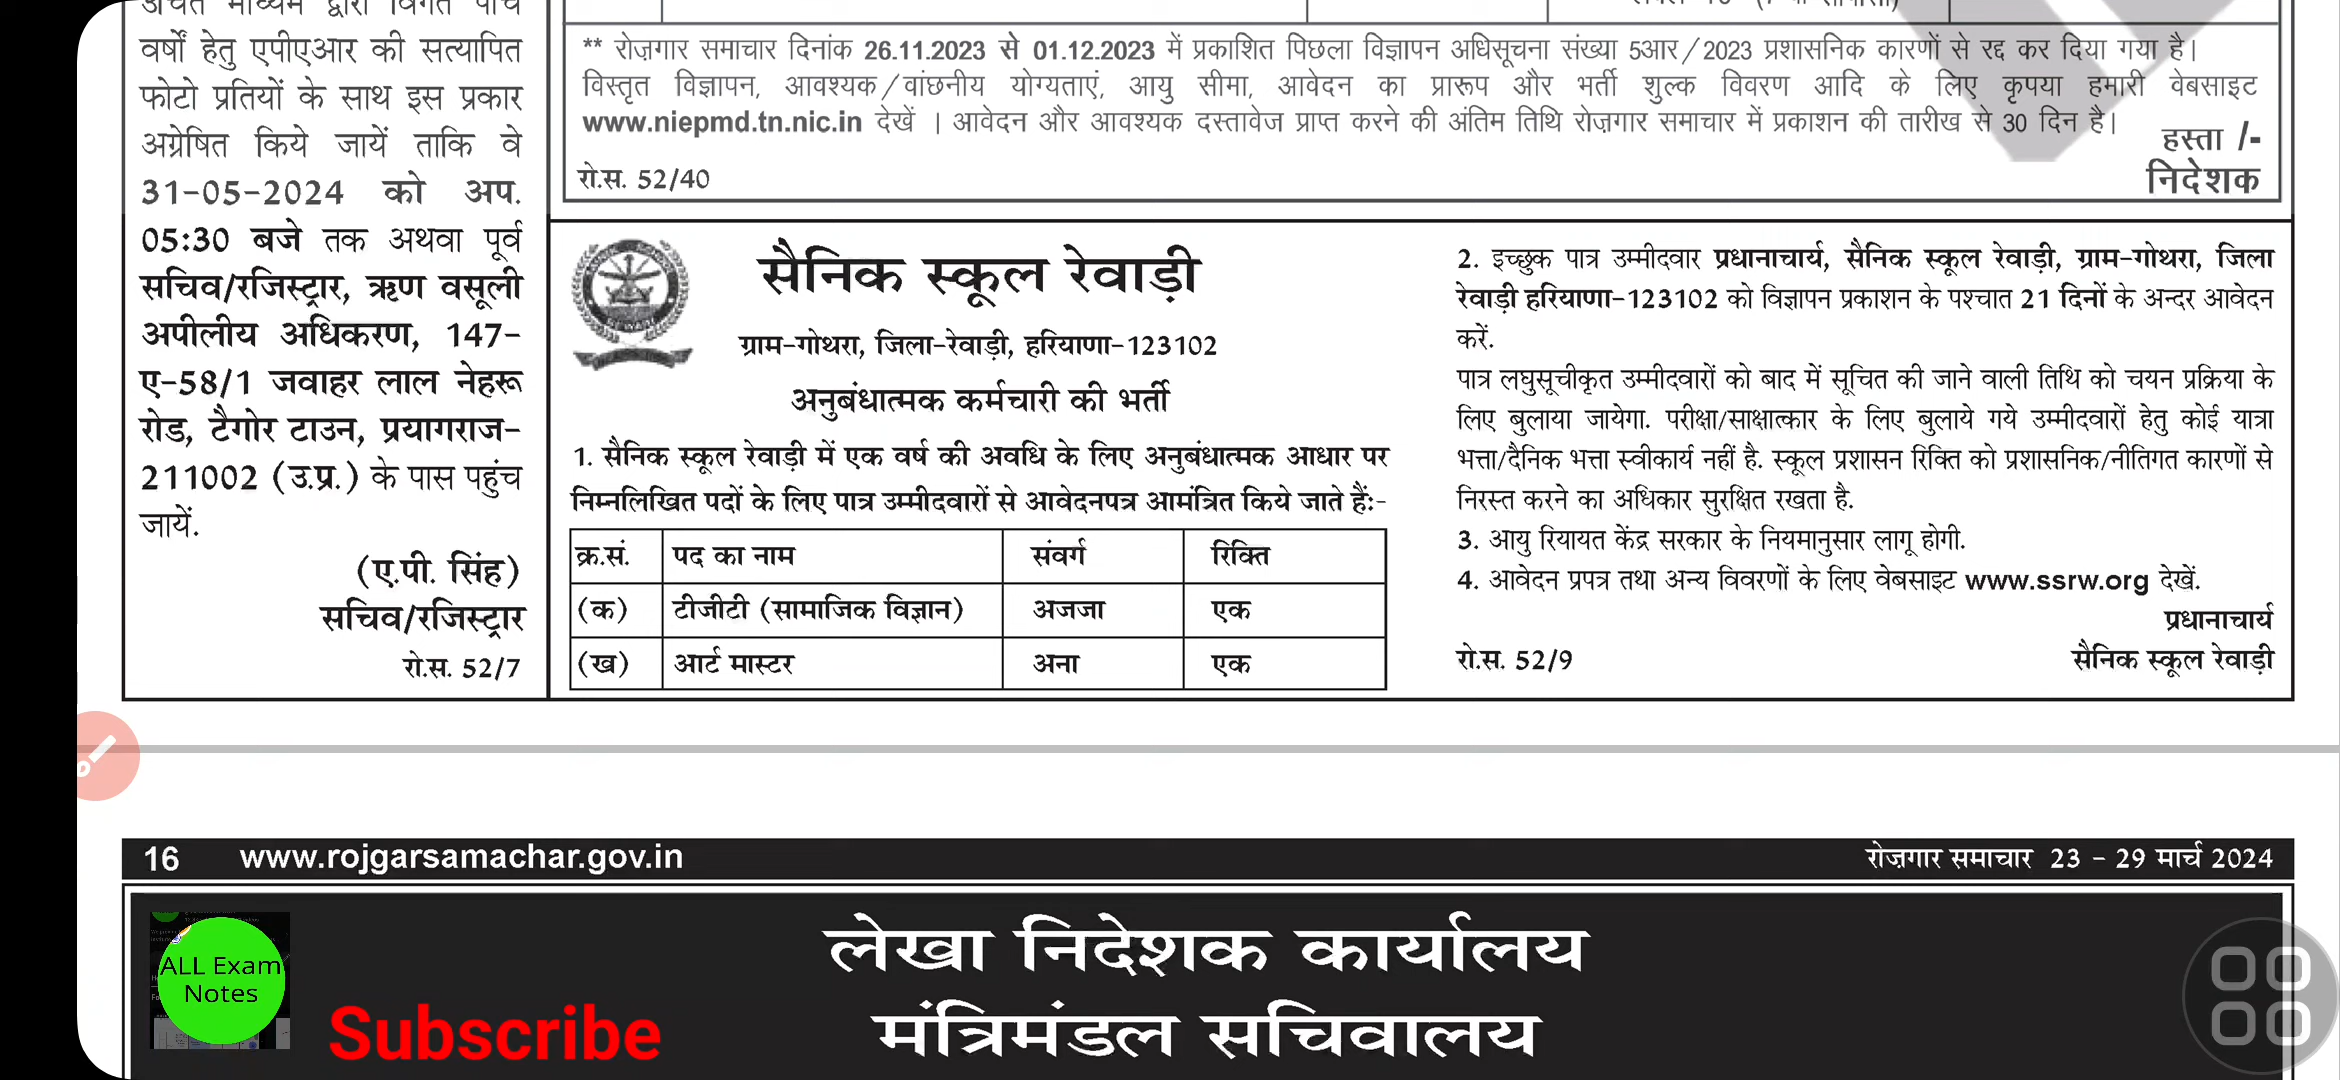 उचित माध्यम द्वारा विगत पांच
वर्षों हेतु एपीएआर की सत्यापित
फोटो प्रतियों के साथ इस प्रकार
अग्रेषित किये जायें ताकि वे
31-05-2024 को अप.
05:30 बजे तक अथवा पूर्व
सचिव/रजिस्ट्रार, ऋण वसूली
अपीलीय अधिकरण, 147-
ए-58/1 जवाहर लाल नेहरू
रोड, टैगोर टाउन, प्रयागराज-
211002 (उ.प्र.) के पास पहुंच
जायें.
(ए.पी. सिंह)
सचिव/रजिस्ट्रार
रो.स. 52/7
** रोज़गार समाचार दिनांक 26.11.2023 से 01.12.2023 में प्रकाशित पिछला विज्ञापन अधिसूचना संख्या 5आर/2023 प्रशासनिक कारणों से रद्द कर दिया गया है।
विस्तृत विज्ञापन, आवश्यक/वांछनीय योग्यताएं, आयु सीमा, आवेदन का प्रारूप और भर्ती शुल्क विवरण आदि के लिए कृपया हमारी वेबसाइट
www.niepmd.tn.nic.in देखें । आवेदन और आवश्यक दस्तावेज प्राप्त करने की अंतिम तिथि रोज़गार समाचार में प्रकाशन की तारीख से 30 दिन है।
हस्ता /-
रो.स. 52/40
निदेशक
सैनिक स्कूल रेवाड़ी
ग्राम-गोथरा, जिला-रेवाड़ी, हरियाणा-123102
अनुबंधात्मक कर्मचारी की भर्ती
1. सैनिक स्कूल रेवाड़ी में एक वर्ष की अवधि के लिए अनुबंधात्मक आधार पर
निम्नलिखित पदों के लिए पात्र उम्मीदवारों से आवेदनपत्र आमंत्रित किये जाते हैं:-
क्र.सं. पद का नाम संवर्ग रिक्ति
(क) टीजीटी (सामाजिक विज्ञान) अजजा एक
(ख) आर्ट मास्टर अना एक
2. इच्छुक पात्र उम्मीदवार प्रधानाचार्य, सैनिक स्कूल रेवाड़ी, ग्राम-गोथरा, जिला
रेवाड़ी हरियाणा-123102 को विज्ञापन प्रकाशन के पश्चात 21 दिनों के अन्दर आवेदन
करें.
पात्र लघुसूचीकृत उम्मीदवारों को बाद में सूचित की जाने वाली तिथि को चयन प्रक्रिया के
लिए बुलाया जायेगा. परीक्षा/साक्षात्कार के लिए बुलाये गये उम्मीदवारों हेतु कोई यात्रा
भत्ता/दैनिक भत्ता स्वीकार्य नहीं है. स्कूल प्रशासन रिक्ति को प्रशासनिक/नीतिगत कारणों से
निरस्त करने का अधिकार सुरक्षित रखता है.
3. आयु रियायत केंद्र सरकार के नियमानुसार लागू होगी.
4. आवेदन प्रपत्र तथा अन्य विवरणों के लिए वेबसाइट www.ssrw.org देखें.
प्रधानाचार्य
रो.स. 52/9
सैनिक स्कूल रेवाड़ी
16 www.rojgarsamachar.gov.in रोज़गार समाचार 23 - 29 मार्च 2024
लेखा निदेशक कार्यालय
मंत्रिमंडल सचिवालय
ALL Exam
Notes
Subscribe